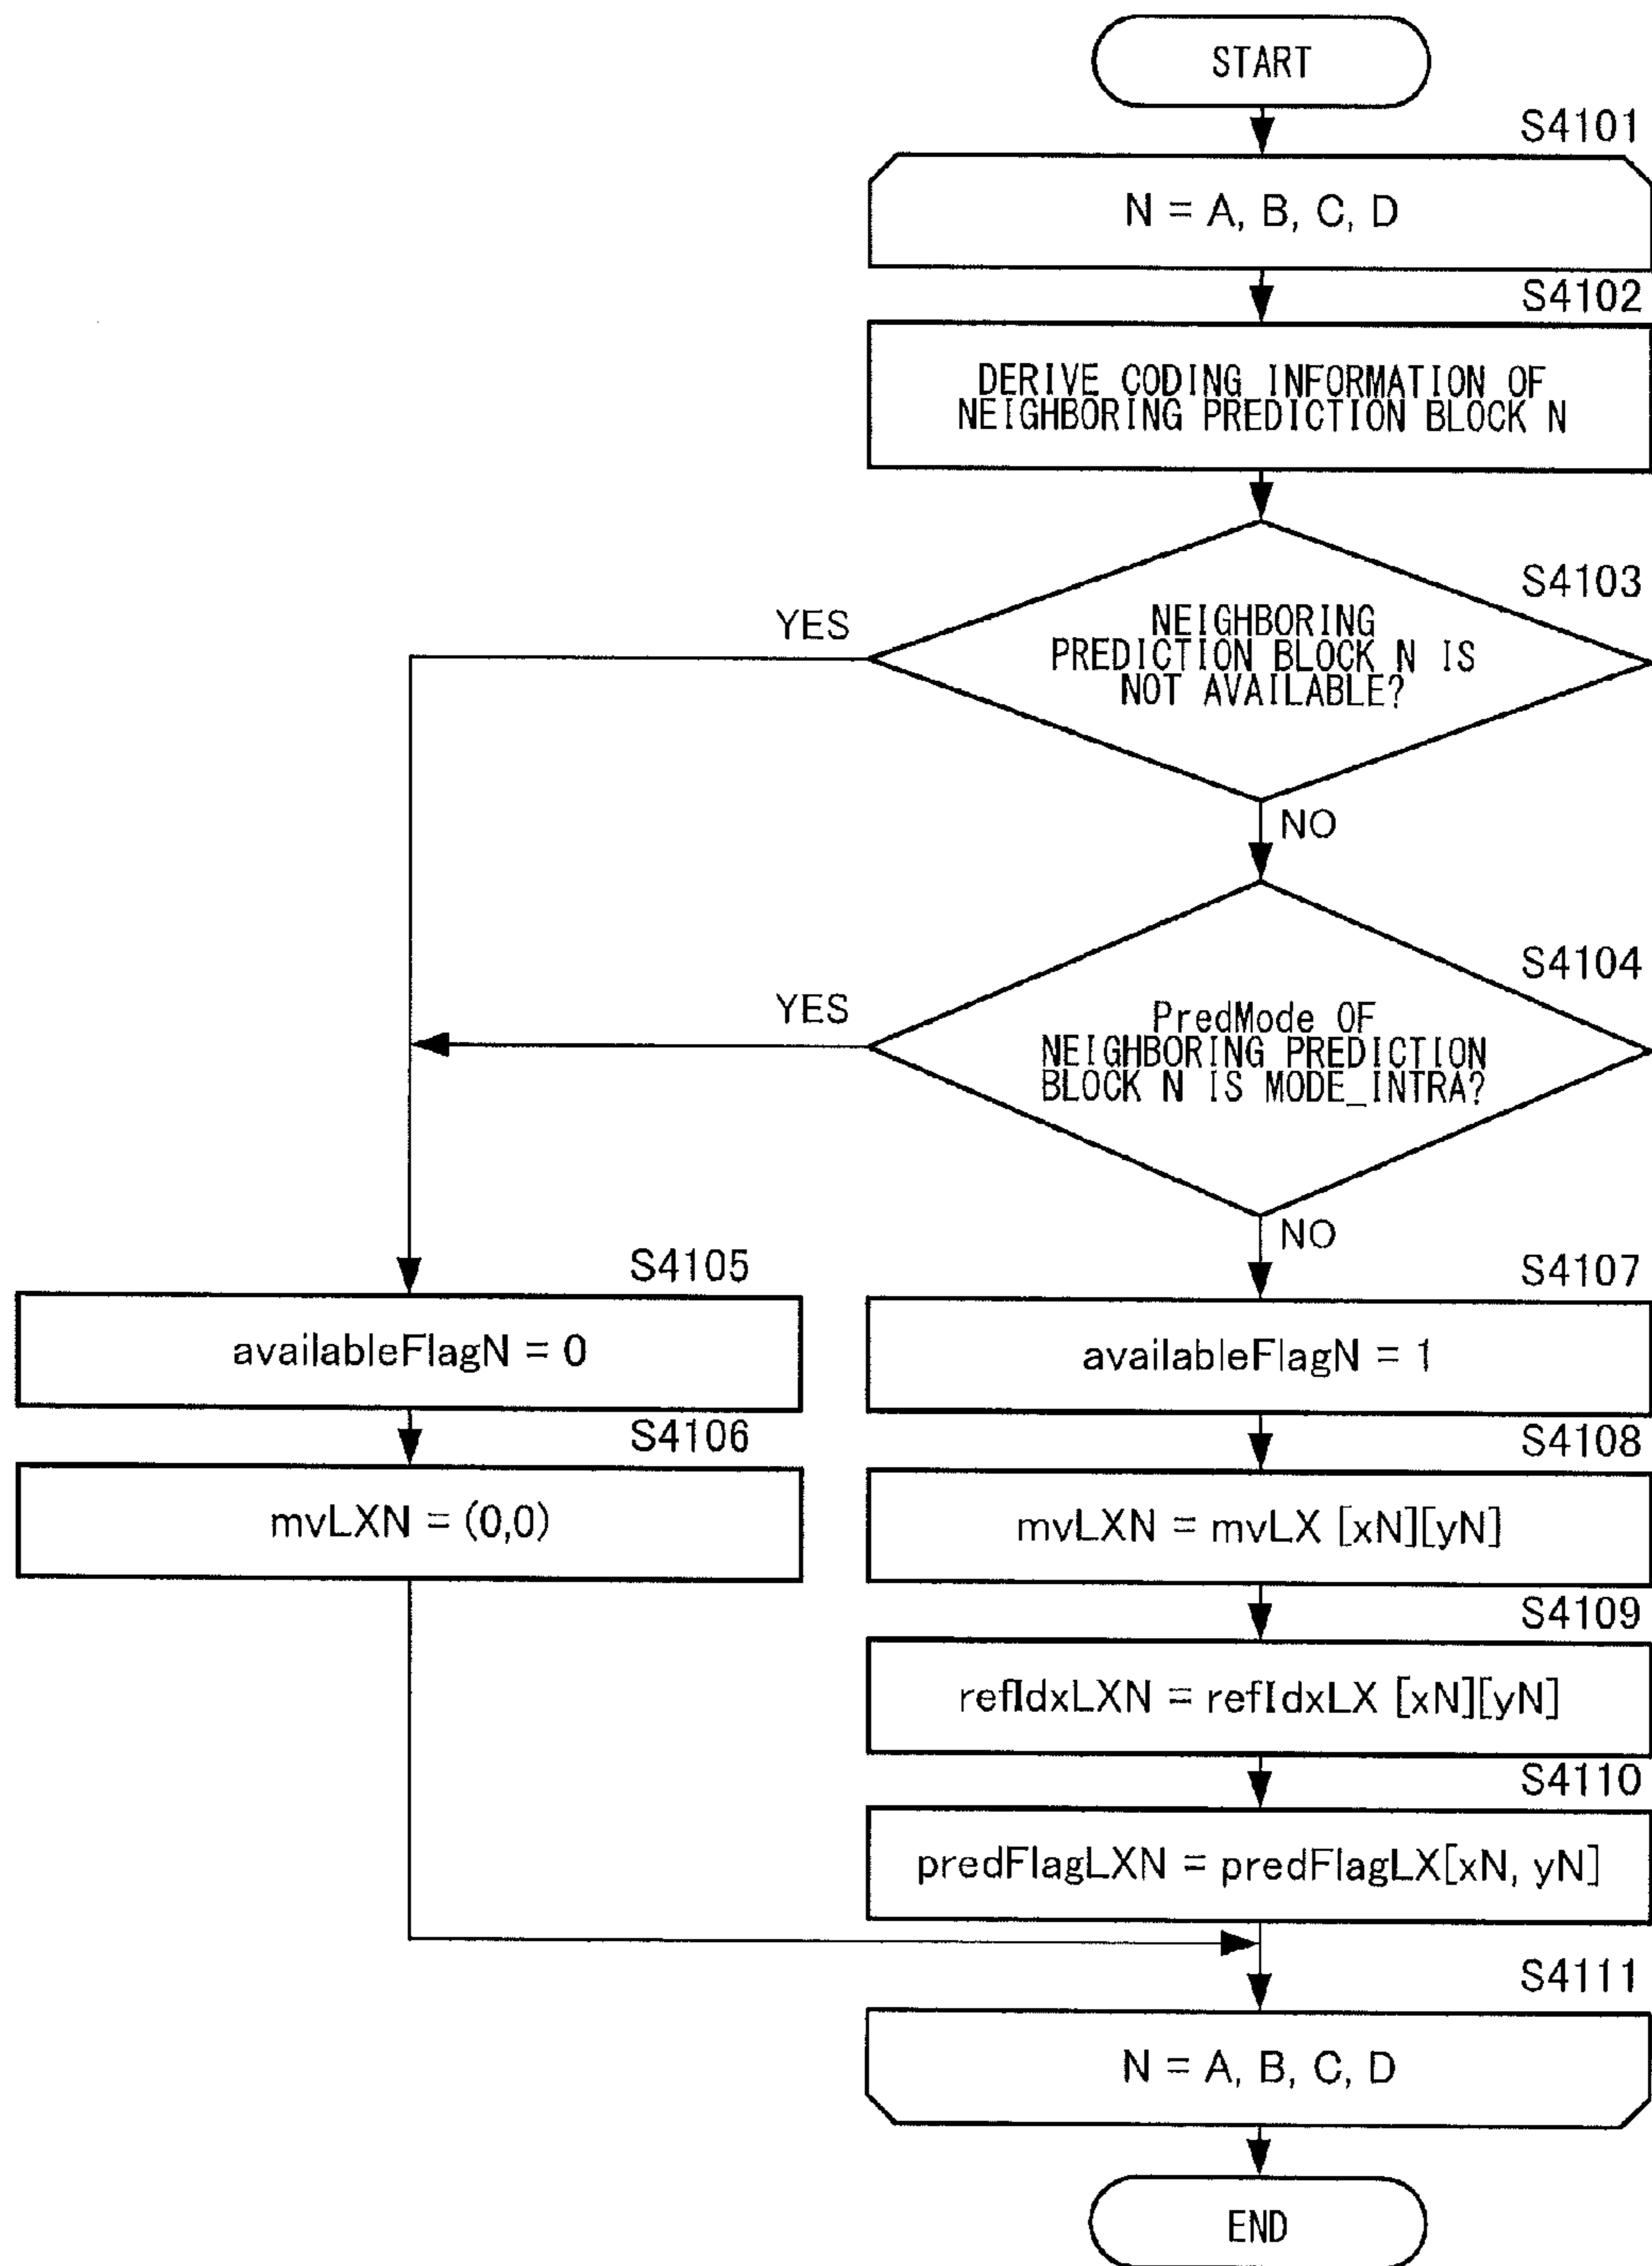 START
S4101
N = A, B, C, D
S4102
DERIVE CODING INFORMATION OF
NEIGHBORING PREDICTION BLOCK N
S4103
YES
NEIGHBORING
PREDICTION BLOCK N IS
NOT AVAILABLE?
NO
S4104
YES
PredMode OF
NEIGHBORING PREDICTION
BLOCK N IS MODE_INTRA?
NO
S4105
availableFlagN = 0
S4106
mvLXN = (0,0)
S4107
availableFlagN = 1
S4108
mvLXN = mvLX [xN][yN]
S4109
refIdxLXN = refIdxLX [xN][yN]
S4110
predFlagLXN = predFlagLX[xN, yN]
S4111
N = A, B, C, D
END